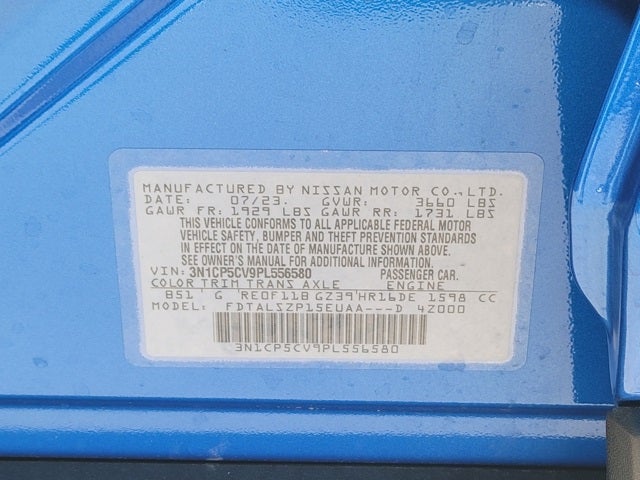 MANUFACTURED BY NISSAN MOTOR CO.,LTD.
DATE: 07/23. GVWR: 3660 LBS
GAWR FR: 1929 LBS GAWR RR: 1731 LBS
THIS VEHICLE CONFORMS TO ALL APPLICABLE FEDERAL MOTOR
VEHICLE SAFETY, BUMPER AND THEFT PREVENTION STANDARDS
IN EFFECT ON THE DATE OF MANUFACTURE SHOWN ABOVE.
SEE OWNER'S MANUAL FOR ADDITIONAL INFORMATION.
VIN: 3N1CP5CV9PL556580 PASSENGER CAR.
COLOR TRIM TRANS AXLE ENGINE
B51 G RE0F11B GZ39 HR16DE 1598 CC
MODEL: FDTALSZP15EUAA---D 4Z000
3N1CP5CV9PL556580